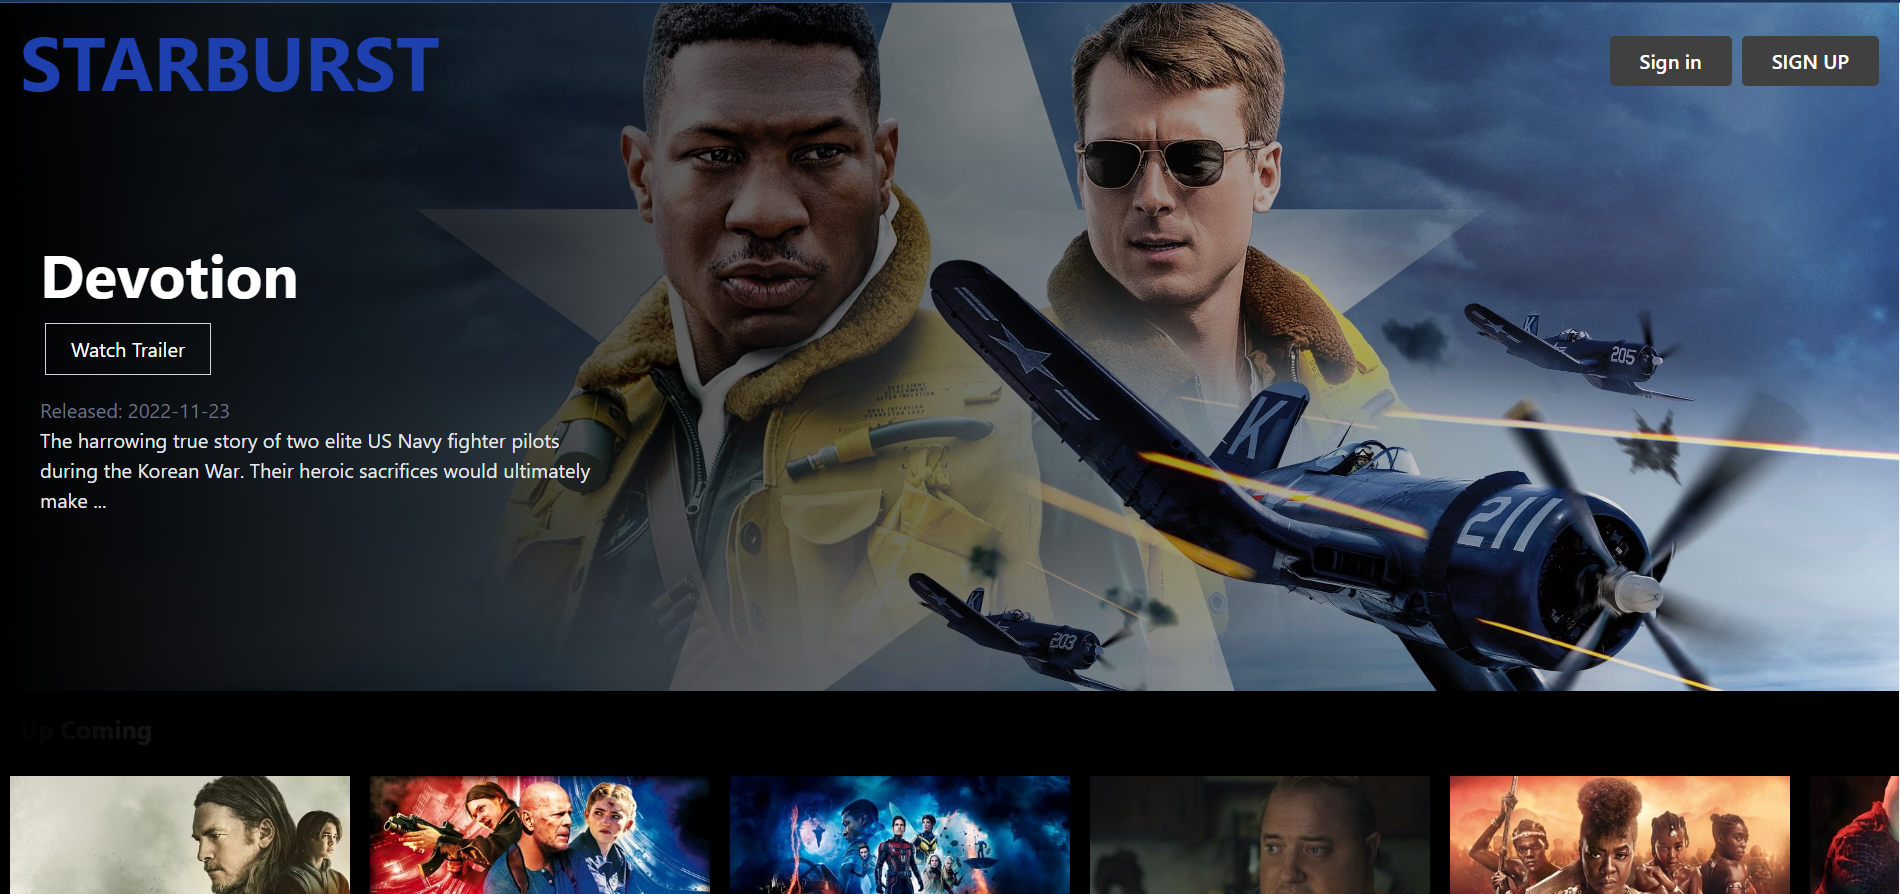 STARBURST
Sign in
SIGN UP
Devotion
Watch Trailer
Released: 2022-11-23
The harrowing true story of two elite US Navy fighter pilots
during the Korean War. Their heroic sacrifices would ultimately
make ...
K
205
K
211
K
203
Up Coming